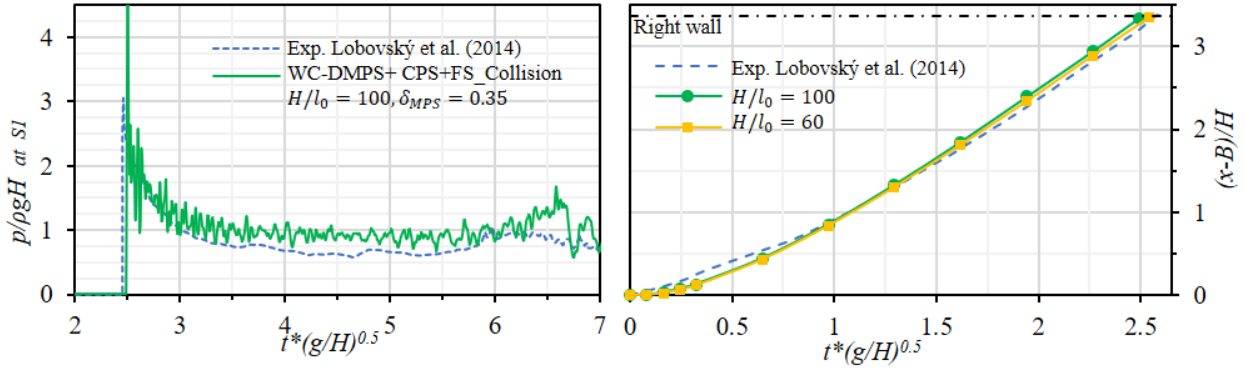 4
3
2
1
0
2
3
4
5
6
7
p/ρgH at S1
t*(g/H)^0.5
Exp. Lobovský et al. (2014)
WC-DMPS+ CPS+FS_Collision
H/l₀ = 100, δ_MPS = 0.35
Right wall
Exp. Lobovský et al. (2014)
H/l₀ = 100
H/l₀ = 60
3
2
1
0
(x-B)/H
0
0.5
1
1.5
2
2.5
t*(g/H)^0.5